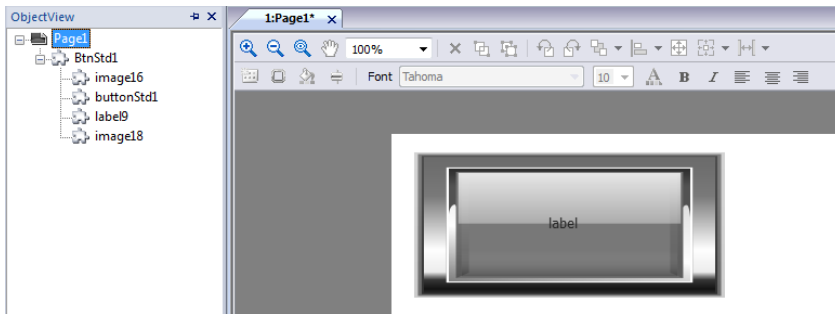 ObjectView
1:Page1*
Page1
BtnStd1
image16
buttonStd1
label9
image18
100%
Font Tahoma 10 A B I
label